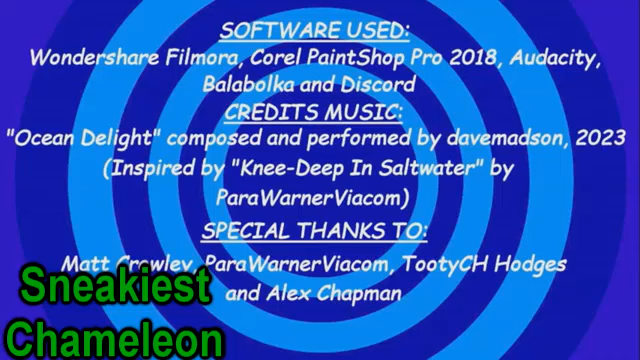 SOFTWARE USED:
Wondershare Filmora, Corel PaintShop Pro 2018, Audacity,
Balabolka and Discord
CREDITS MUSIC:
"Ocean Delight" composed and performed by davemadson, 2023
(Inspired by "Knee-Deep In Saltwater" by
ParaWarnerViacom)
SPECIAL THANKS TO:
Matt Crowley, ParaWarnerViacom, TootyCH Hodges
and Alex Chapman
Sneakiest
Chameleon